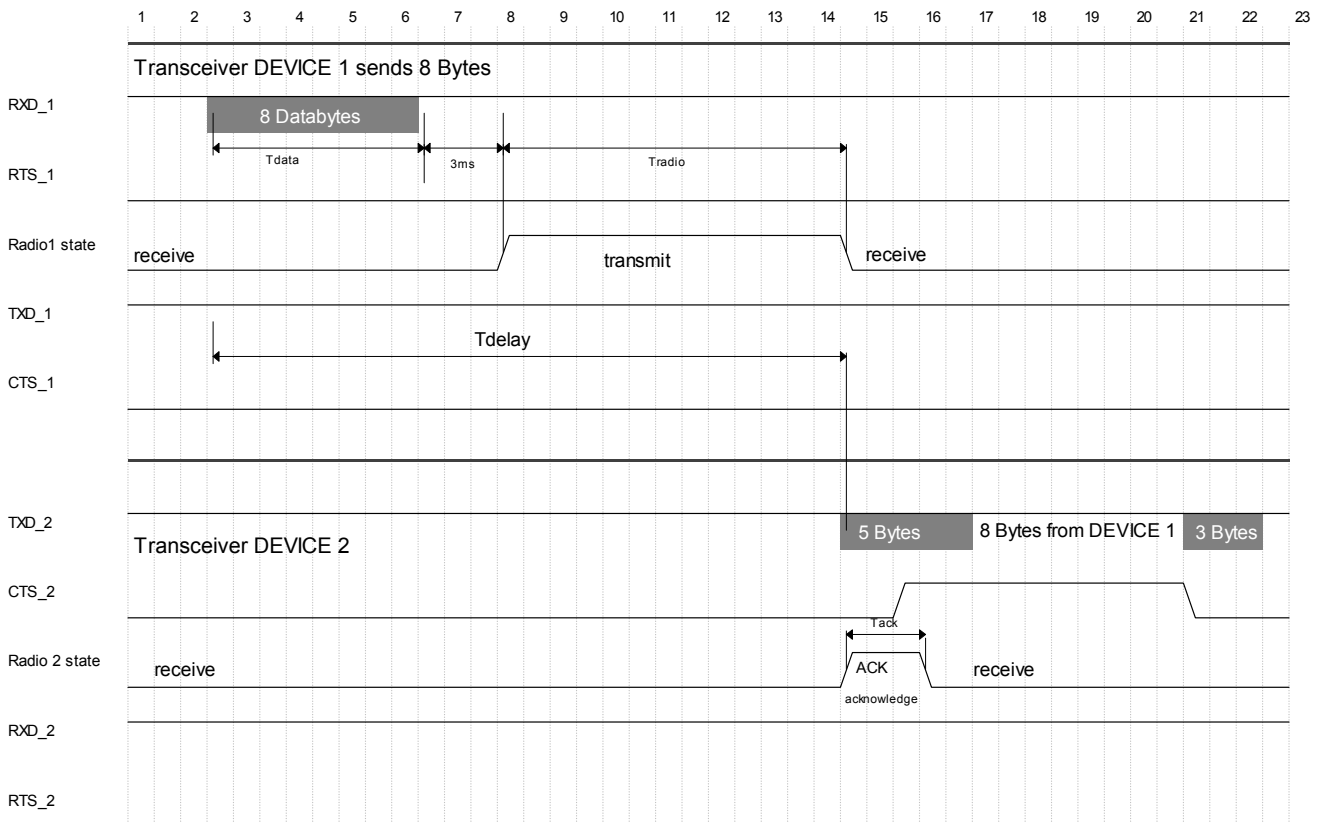 1 2 3 4 5 6 7 8 9 10 11 12 13 14 15 16 17 18 19 20 21 22 23
Transceiver DEVICE 1 sends 8 Bytes
RXD_1
8 Databytes
Tdata
3ms
Tradio
RTS_1
Radio1 state
receive
transmit
receive
TXD_1
Tdelay
CTS_1
TXD_2
5 Bytes
8 Bytes from DEVICE 1
3 Bytes
Transceiver DEVICE 2
CTS_2
Tack
Radio 2 state
receive
ACK
receive
acknowledge
RXD_2
RTS_2